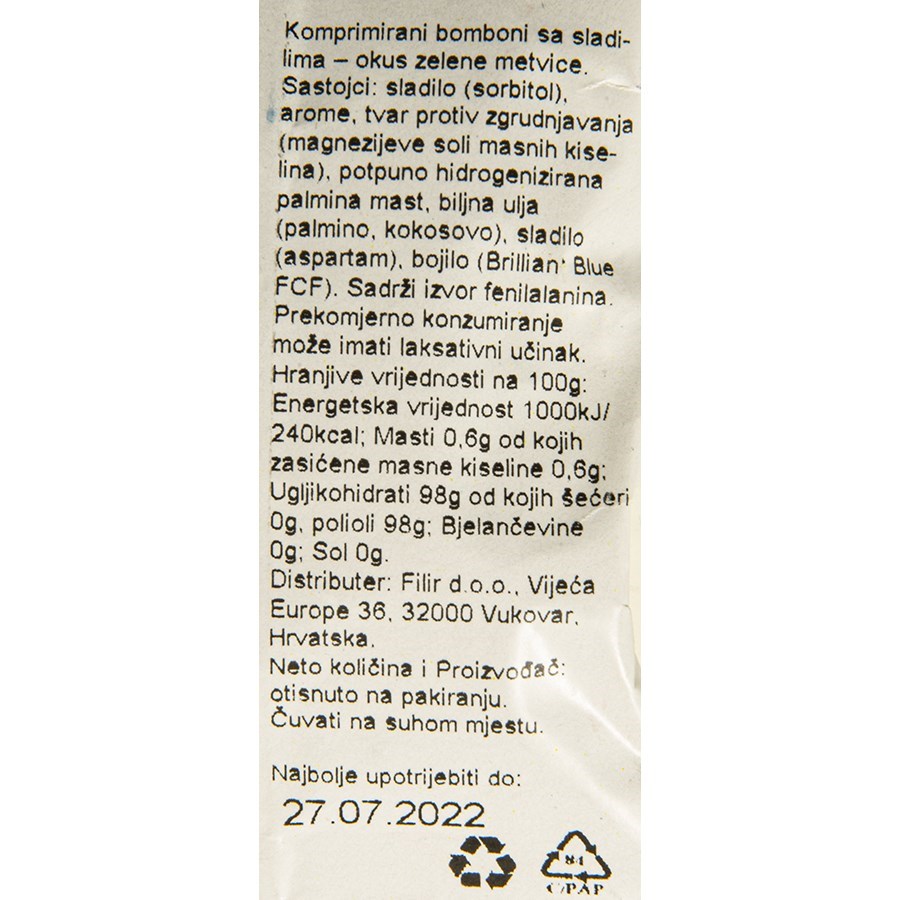 Komprimirani bomboni sa sladi-
lima – okus zelene metvice.
Sastojci: sladilo (sorbitol),
arome, tvar protiv zgrudnjavanja
(magnezijeve soli masnih kise-
lina), potpuno hidrogenizirana
palmina mast, biljna ulja
(palmino, kokosovo), sladilo
(aspartam), bojilo (Brillian' Blue
FCF). Sadrži izvor fenilalanina.
Prekomjerno konzumiranje
može imati laksativni učinak.
Hranjive vrijednosti na 100g:
Energetska vrijednost 1000kJ/
240kcal; Masti 0,6g od kojih
zasićene masne kiseline 0,6g;
Ugljikohidrati 98g od kojih šećeri
0g, polioli 98g; Bjelančevine
0g; Sol 0g.
Distributer: Filir d.o.o., Vijeća
Europe 36, 32000 Vukovar,
Hrvatska.
Neto količina i Proizvođač:
otisnuto na pakiranju.
Čuvati na suhom mjestu.
Najbolje upotrijebiti do:
27.07.2022
84
C/PAP